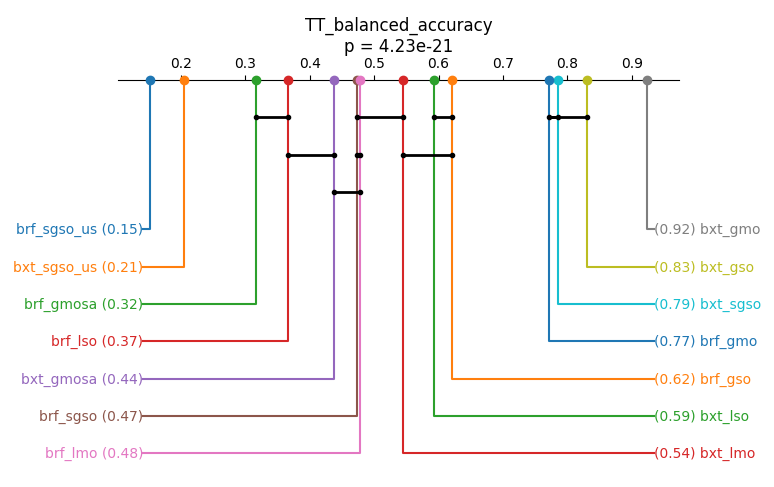 TT_balanced_accuracy
p = 4.23e-21
0.2 0.3 0.4 0.5 0.6 0.7 0.8 0.9
brf_sgso_us (0.15) (0.92) bxt_gmo
bxt_sgso_us (0.21) (0.83) bxt_gso
brf_gmosa (0.32) (0.79) bxt_sgso
brf_lso (0.37) (0.77) brf_gmo
bxt_gmosa (0.44) (0.62) brf_gso
brf_sgso (0.47) (0.59) bxt_lso
brf_lmo (0.48) (0.54) bxt_lmo